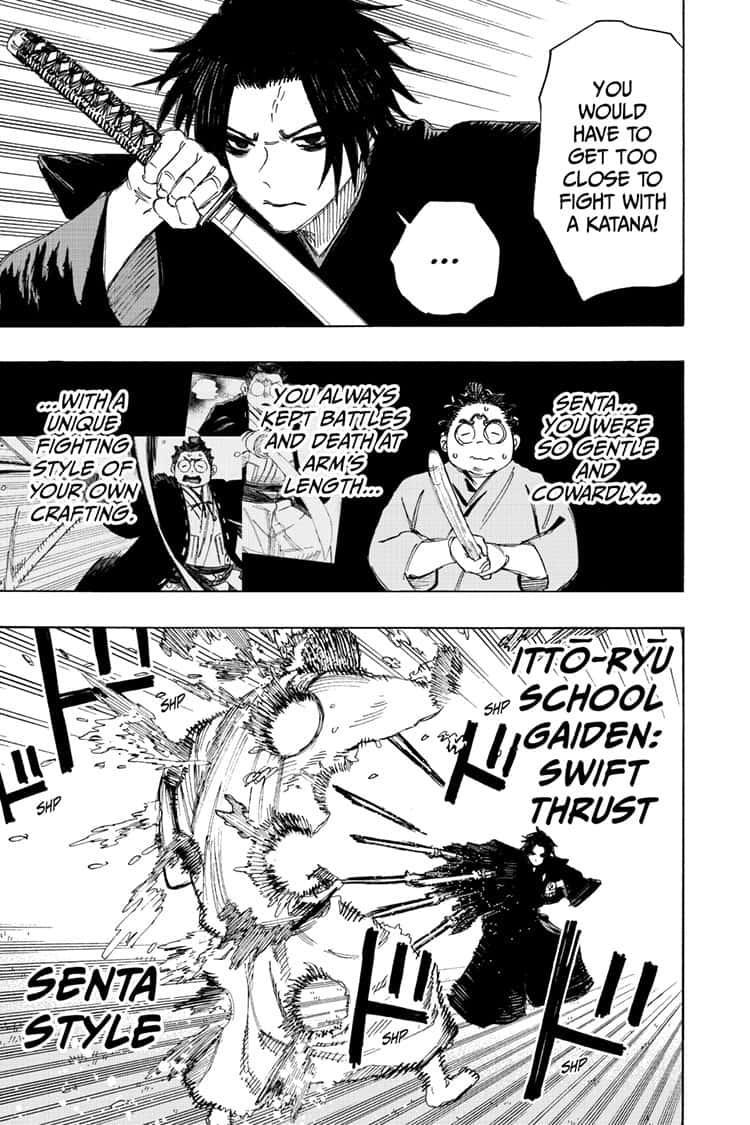 YOU
WOULD
HAVE TO
GET TOO
CLOSE TO
FIGHT WITH
A KATANA!
...
SENTA...
YOU WERE
SO GENTLE
AND
COWARDLY...
YOU ALWAYS
KEPT BATTLES
AND DEATH AT
ARM'S
LENGTH...
...WITH A
UNIQUE
FIGHTING
STYLE OF
YOUR OWN
CRAFTING.
ITTŌ-RYŪ
SCHOOL
GAIDEN:
SWIFT
THRUST
ド
SHP
ド
SHP
ド
SHP
SENTA
STYLE
ド
SHP
ド
SHP